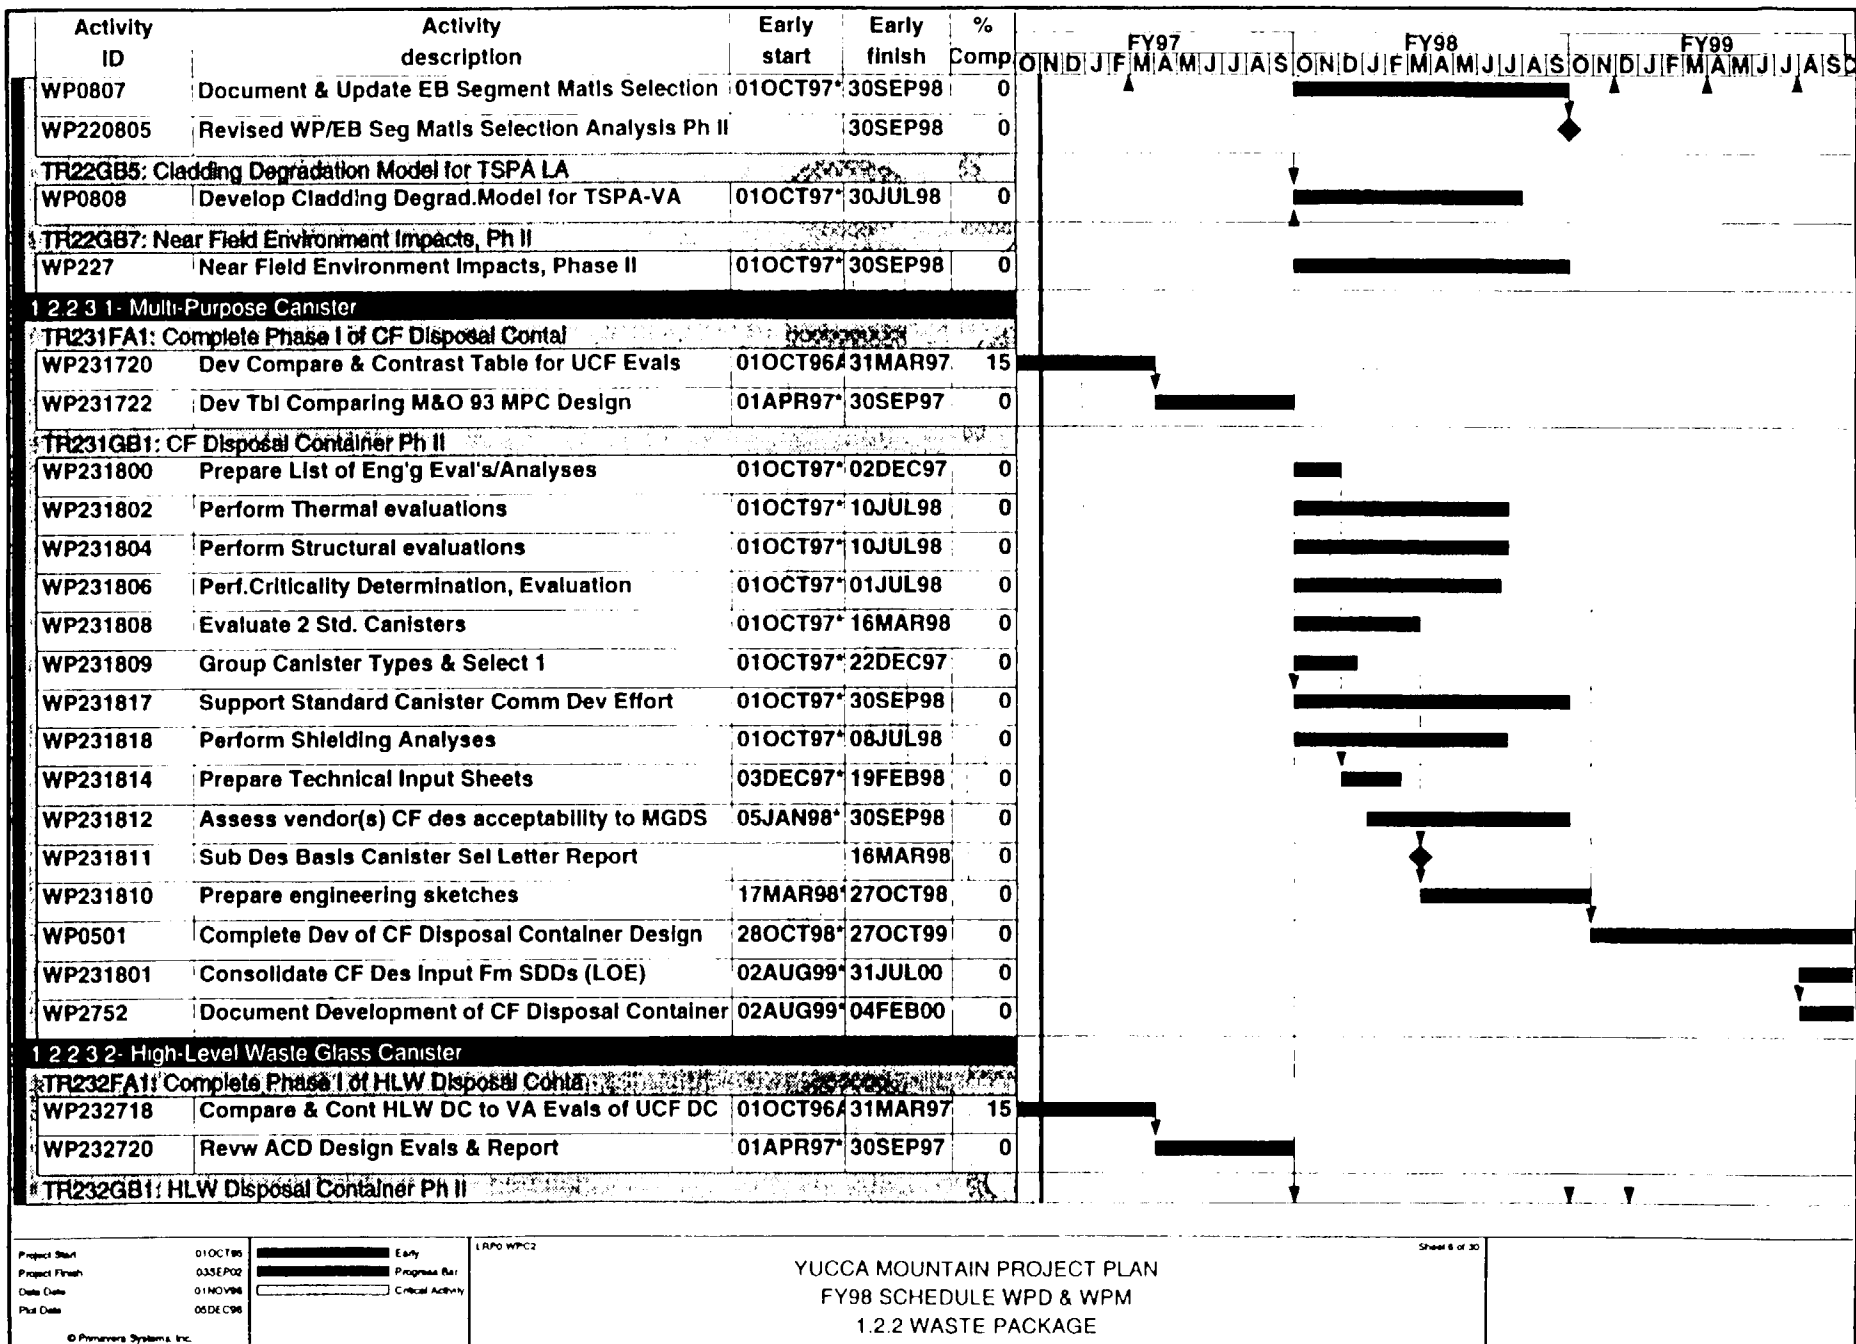 Activity ID Activity description Early start Early finish % Comp
FY97 FY98 FY99
O N D J F M A M J J A S O N D J F M A M J J A S O N D J F M A M J J A S O
WP0807 Document & Update EB Segment Matls Selection 01OCT97* 30SEP98 0
WP220805 Revised WP/EB Seg Matls Selection Analysis Ph II 30SEP98 0
TR22GB5: Cladding Degradation Model for TSPA LA
WP0808 Develop Cladding Degrad.Model for TSPA-VA 01OCT97* 30JUL98 0
TR22GB7: Near Field Environment Impacts, Ph II
WP227 Near Field Environment Impacts, Phase II 01OCT97* 30SEP98 0
1 2.2 3 1- Multi-Purpose Canister
TR231FA1: Complete Phase I of CF Disposal Contai
WP231720 Dev Compare & Contrast Table for UCF Evals 01OCT96A 31MAR97 15
WP231722 Dev Tbl Comparing M&O 93 MPC Design 01APR97* 30SEP97 0
TR231GB1: CF Disposal Container Ph II
WP231800 Prepare List of Eng'g Eval's/Analyses 01OCT97* 02DEC97 0
WP231802 Perform Thermal evaluations 01OCT97* 10JUL98 0
WP231804 Perform Structural evaluations 01OCT97* 10JUL98 0
WP231806 Perf.Criticality Determination, Evaluation 01OCT97* 01JUL98 0
WP231808 Evaluate 2 Std. Canisters 01OCT97* 16MAR98 0
WP231809 Group Canister Types & Select 1 01OCT97* 22DEC97 0
WP231817 Support Standard Canister Comm Dev Effort 01OCT97* 30SEP98 0
WP231818 Perform Shielding Analyses 01OCT97* 08JUL98 0
WP231814 Prepare Technical Input Sheets 03DEC97* 19FEB98 0
WP231812 Assess vendor(s) CF des acceptability to MGDS 05JAN98* 30SEP98 0
WP231811 Sub Des Basis Canister Sel Letter Report 16MAR98 0
WP231810 Prepare engineering sketches 17MAR98* 27OCT98 0
WP0501 Complete Dev of CF Disposal Container Design 28OCT98* 27OCT99 0
WP231801 Consolidate CF Des Input Fm SDDs (LOE) 02AUG99* 31JUL00 0
WP2752 Document Development of CF Disposal Container 02AUG99* 04FEB00 0
1 2 2 3 2- High-Level Waste Glass Canister
TR232FA1: Complete Phase I of HLW Disposal Conta
WP232718 Compare & Cont HLW DC to VA Evals of UCF DC 01OCT96A 31MAR97 15
WP232720 Revw ACD Design Evals & Report 01APR97* 30SEP97 0
TR232GB1: HLW Disposal Container Ph II
Project Start 01OCT95
Project Finish 03SEP02
Data Date 01NOV96
Plot Date 05DEC96
© Primavera Systems, Inc.
Early
Progress Bar
Critical Activity
LRP0 WPC2
YUCCA MOUNTAIN PROJECT PLAN
FY98 SCHEDULE WPD & WPM
1.2.2 WASTE PACKAGE
Sheet 6 of 30